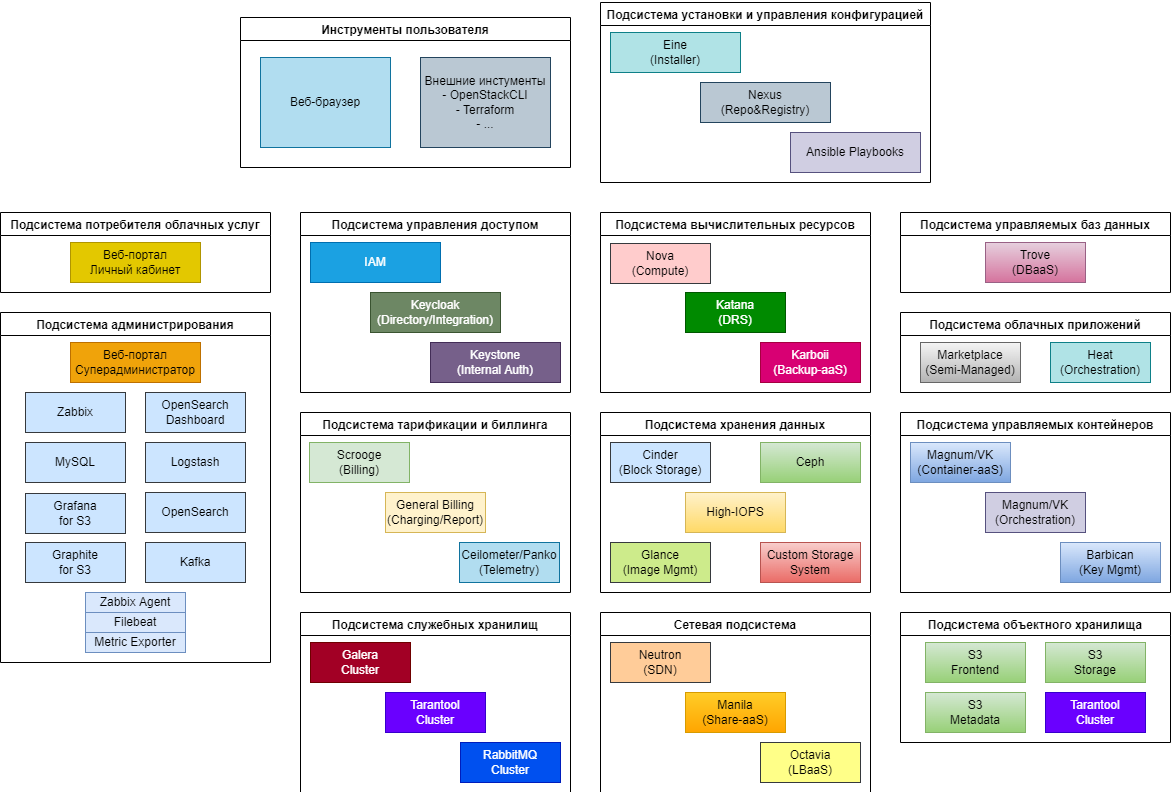 Инструменты пользователя
Веб-браузер
Внешние инстументы
- OpenStackCLI
- Terraform
- ...
Подсистема установки и управления конфигурацией
Eine
(Installer)
Nexus
(Repo&Registry)
Ansible Playbooks
Подсистема потребителя облачных услуг
Веб-портал
Личный кабинет
Подсистема управления доступом
IAM
Keycloak
(Directory/Integration)
Keystone
(Internal Auth)
Подсистема вычислительных ресурсов
Nova
(Compute)
Katana
(DRS)
Karboii
(Backup-aaS)
Подсистема управляемых баз данных
Trove
(DBaaS)
Подсистема администрирования
Веб-портал
Суперадминистратор
Zabbix
OpenSearch
Dashboard
MySQL
Logstash
Grafana
for S3
OpenSearch
Graphite
for S3
Kafka
Zabbix Agent
Filebeat
Metric Exporter
Подсистема облачных приложений
Marketplace
(Semi-Managed)
Heat
(Orchestration)
Подсистема тарификации и биллинга
Scrooge
(Billing)
General Billing
(Charging/Report)
Ceilometer/Panko
(Telemetry)
Подсистема хранения данных
Cinder
(Block Storage)
Ceph
High-IOPS
Glance
(Image Mgmt)
Custom Storage
System
Подсистема управляемых контейнеров
Magnum/VK
(Container-aaS)
Magnum/VK
(Orchestration)
Barbican
(Key Mgmt)
Подсистема служебных хранилищ
Galera
Cluster
Tarantool
Cluster
RabbitMQ
Cluster
Сетевая подсистема
Neutron
(SDN)
Manila
(Share-aaS)
Octavia
(LBaaS)
Подсистема объектного хранилища
S3
Frontend
S3
Storage
S3
Metadata
Tarantool
Cluster